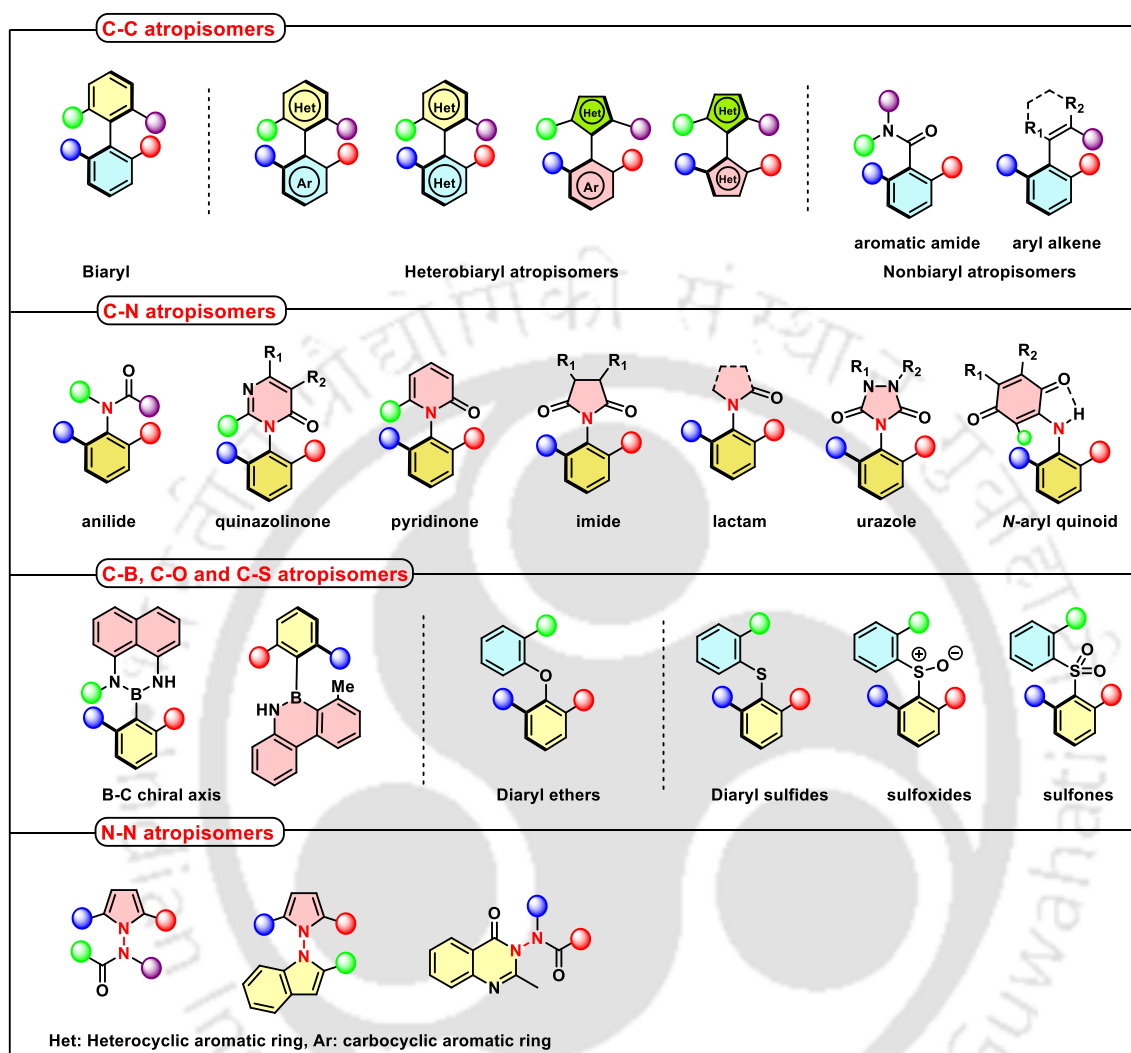 C-C atropisomers
Het Het Het Het
Ar Het Ar Het
N O R2 R1
aromatic amide aryl alkene
Biaryl Heterobiaryl atropisomers Nonbiaryl atropisomers
C-N atropisomers
O N
R1 R2 N N O
N O
R1 R1 O N O
N O
R1 R2 N N O N O
R1 R2 O O N H
anilide quinazolinone pyridinone imide lactam urazole N-aryl quinoid
C-B, C-O and C-S atropisomers
N B NH
B HN Me
O
S
S + O −
S O O
B-C chiral axis Diaryl ethers Diaryl sulfides sulfoxides sulfones
N-N atropisomers
N N O
N N
O N N N O
Het: Heterocyclic aromatic ring, Ar: carbocyclic aromatic ring